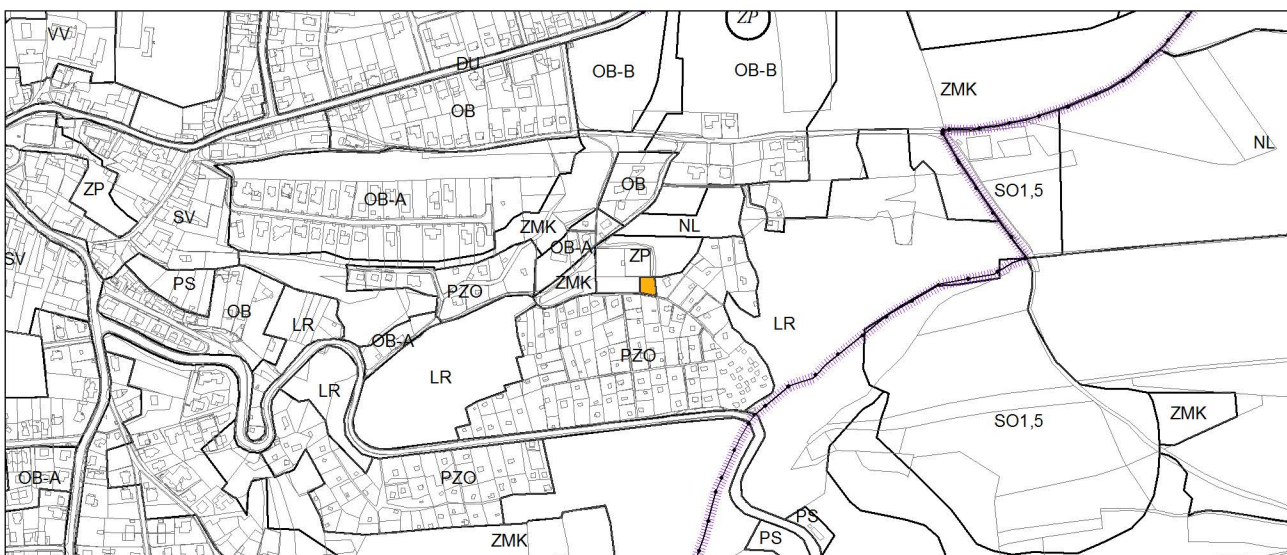 ZP
VV
DU
OB-B
OB-B
ZMK
OB
NL
ZP
OB
SO1,5
OB-A
SV
ZMK
NL
OB-A
ZP
SV
PS
PZO
ZMK
OB
LR
LR
OB-A
PZO
LR
LR
SO1,5
ZMK
OB-A
PZO
PS
PS
ZMK